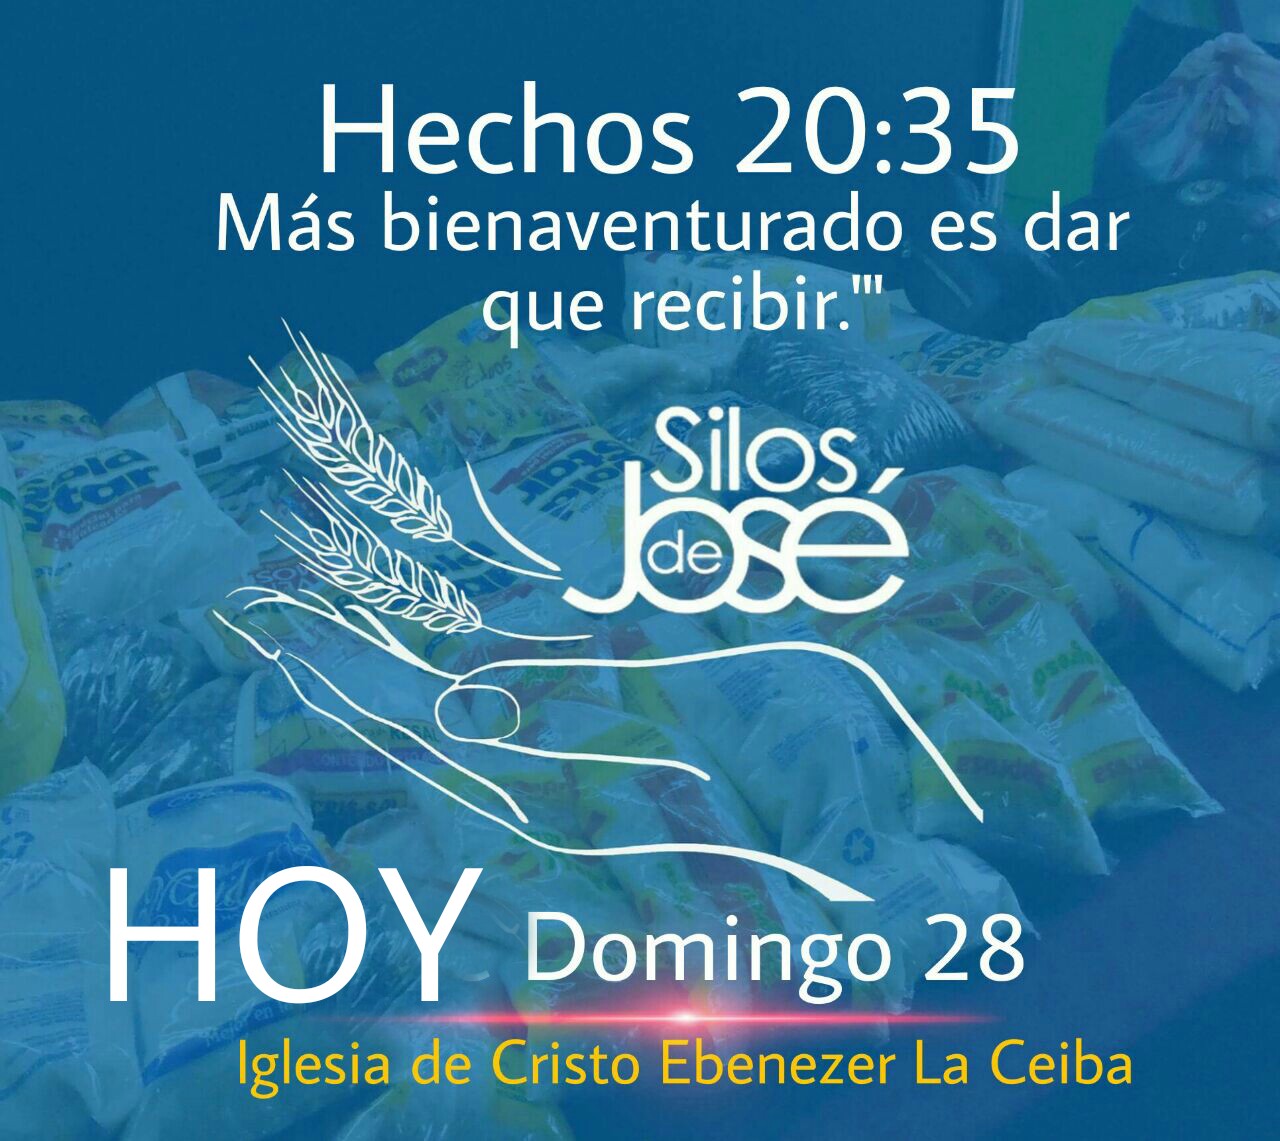 Hechos 20:35
Más bienaventurado es dar
que recibir.'"
Silos
de José
HOY Domingo 28
Iglesia de Cristo Ebenezer La Ceiba